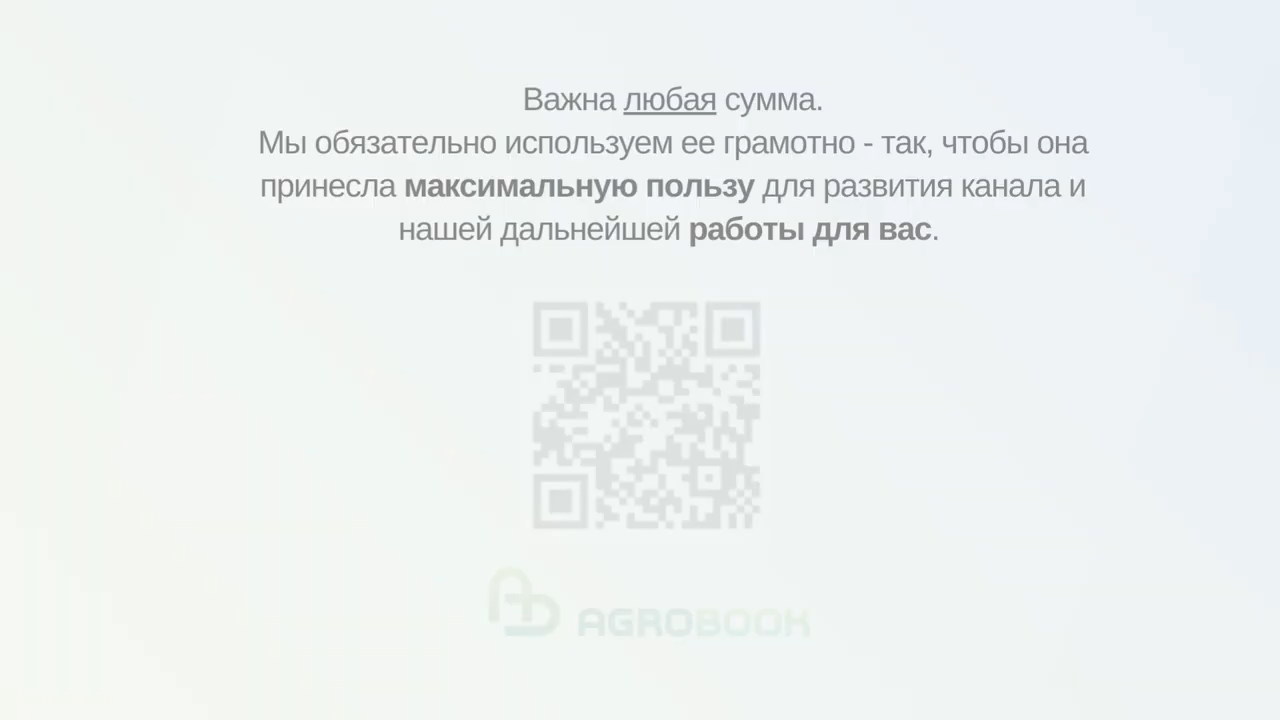 Важна любая сумма.
Мы обязательно используем ее грамотно - так, чтобы она
принесла максимальную пользу для развития канала и
нашей дальнейшей работы для вас.
AGROBOOK